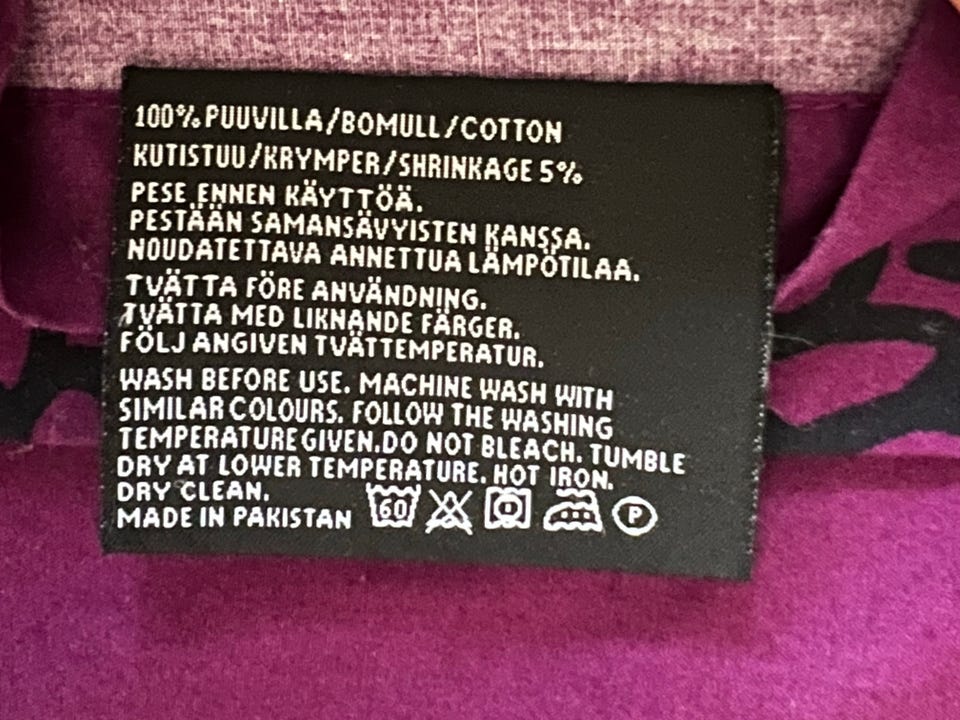 100% PUUVILLA/BOMULL/COTTON
KUTISTUU/KRYMPER/SHRINKAGE 5%
PESE ENNEN KÄYTTÖÄ.
PESTÄÄN SAMANSÄVYISTEN KANSSA.
NOUDATETTAVA ANNETTUA LÄMPÖTILAA.
TVÄTTA FÖRE ANVÄNDNING.
TVÄTTA MED LIKNANDE FÄRGER.
FÖLJ ANGIVEN TVÄTTEMPERATUR.
WASH BEFORE USE. MACHINE WASH WITH
SIMILAR COLOURS. FOLLOW THE WASHING
TEMPERATURE GIVEN. DO NOT BLEACH. TUMBLE
DRY AT LOWER TEMPERATURE. HOT IRON.
DRY CLEAN.
MADE IN PAKISTAN 60 P